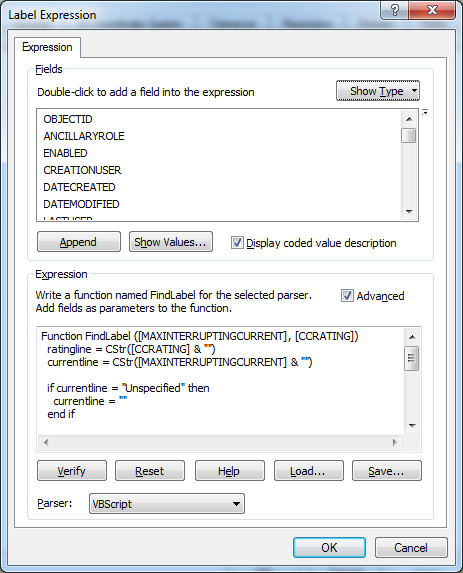 Label Expression
Expression
Fields
Double-click to add a field into the expression
Show Type
OBJECTID
ANCILLARYROLE
ENABLED
CREATIONUSER
DATECREATED
DATEMODIFIED
LASTUSER
Append
Show Values...
Display coded value description
Expression
Write a function named FindLabel for the selected parser.
Add fields as parameters to the function.
Advanced
Function FindLabel ([MAXINTERRUPTINGCURRENT], [CCRATING])
ratingline = CStr([CCRATING] & "")
currentline = CStr([MAXINTERRUPTINGCURRENT] & "")
if currentline = "Unspecified" then
currentline = ""
end if
Verify
Reset
Help
Load...
Save...
Parser:
VBScript
OK
Cancel